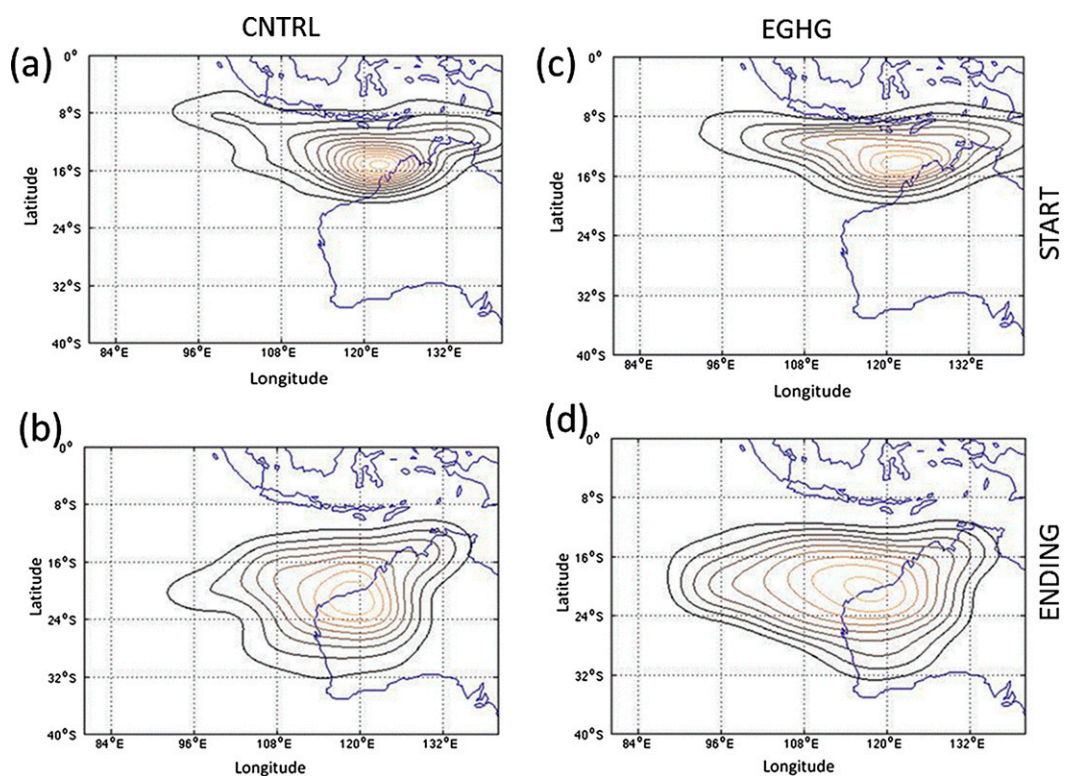 CNTRL
EGHG
(a)
0°
8°S
16°S
24°S
32°S
40°S
Latitude
84°E
96°E
108°E
120°E
132°E
Longitude
(c)
0°
8°S
16°S
24°S
32°S
40°S
Latitude
84°E
96°E
108°E
120°E
132°E
Longitude
START
(b)
0°
8°S
16°S
24°S
32°S
40°S
Latitude
84°E
96°E
108°E
120°E
132°E
Longitude
(d)
0°
8°S
16°S
24°S
32°S
40°S
Latitude
84°E
96°E
108°E
120°E
132°E
Longitude
ENDING